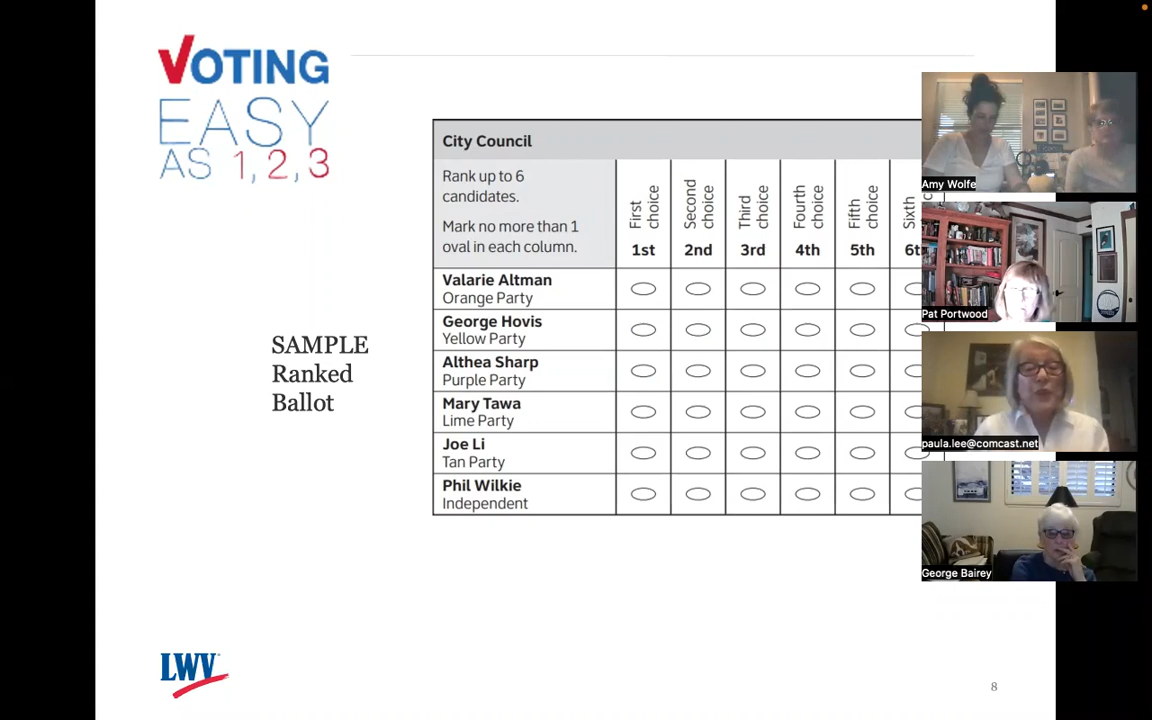 VOTING
EASY
AS 1, 2, 3
City Council
Rank up to 6
candidates.
Mark no more than 1
oval in each column.
First
choice
Second
choice
Third
choice
Fourth
choice
Fifth
choice
Sixth
1st
2nd
3rd
4th
5th
6t
Valarie Altman
Orange Party
George Hovis
Yellow Party
Althea Sharp
Purple Party
Mary Tawa
Lime Party
Joe Li
Tan Party
Phil Wilkie
Independent
SAMPLE
Ranked
Ballot
LWV
8
Amy Wolfe
Pat Portwood
paula.lee@comcast.net
George Bairey